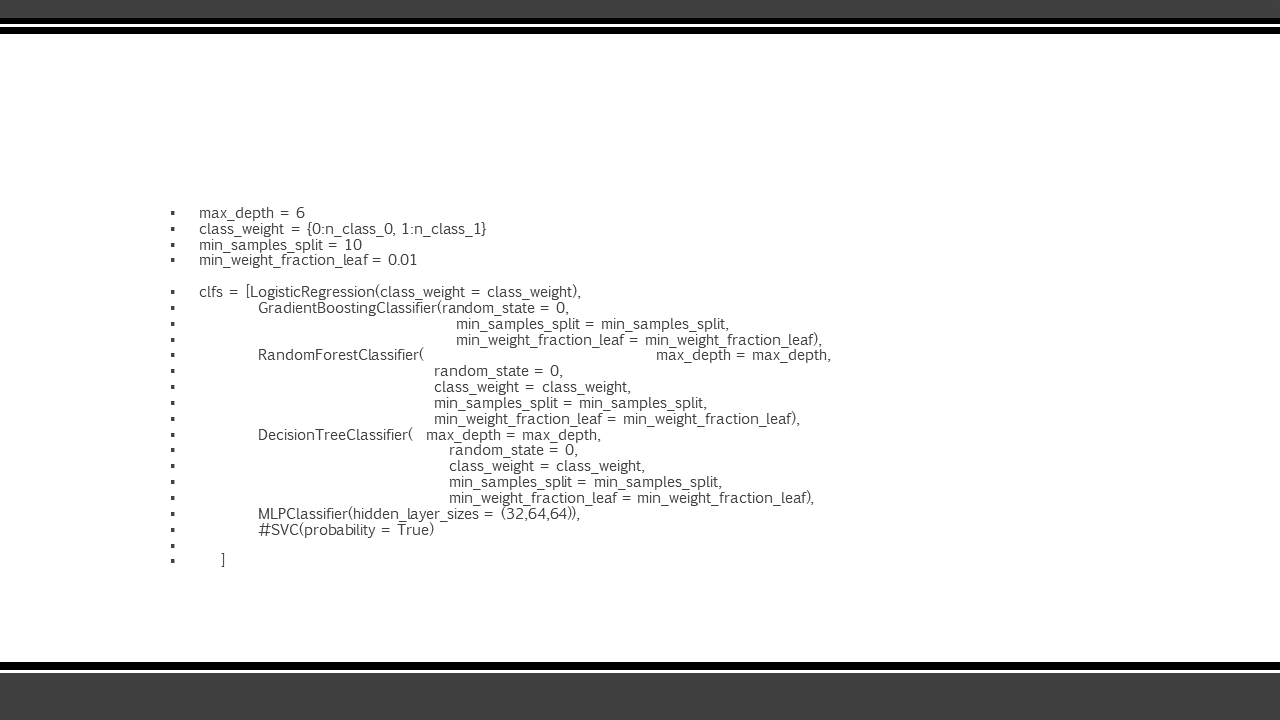 ▪ max_depth = 6
▪ class_weight = {0:n_class_0, 1:n_class_1}
▪ min_samples_split = 10
▪ min_weight_fraction_leaf = 0.01
▪ clfs = [LogisticRegression(class_weight = class_weight),
▪ GradientBoostingClassifier(random_state = 0,
▪ min_samples_split = min_samples_split,
▪ min_weight_fraction_leaf = min_weight_fraction_leaf),
▪ RandomForestClassifier( max_depth = max_depth,
▪ random_state = 0,
▪ class_weight = class_weight,
▪ min_samples_split = min_samples_split,
▪ min_weight_fraction_leaf = min_weight_fraction_leaf),
▪ DecisionTreeClassifier( max_depth = max_depth,
▪ random_state = 0,
▪ class_weight = class_weight,
▪ min_samples_split = min_samples_split,
▪ min_weight_fraction_leaf = min_weight_fraction_leaf),
▪ MLPClassifier(hidden_layer_sizes = (32,64,64)),
▪ #SVC(probability = True)
▪
▪ ]